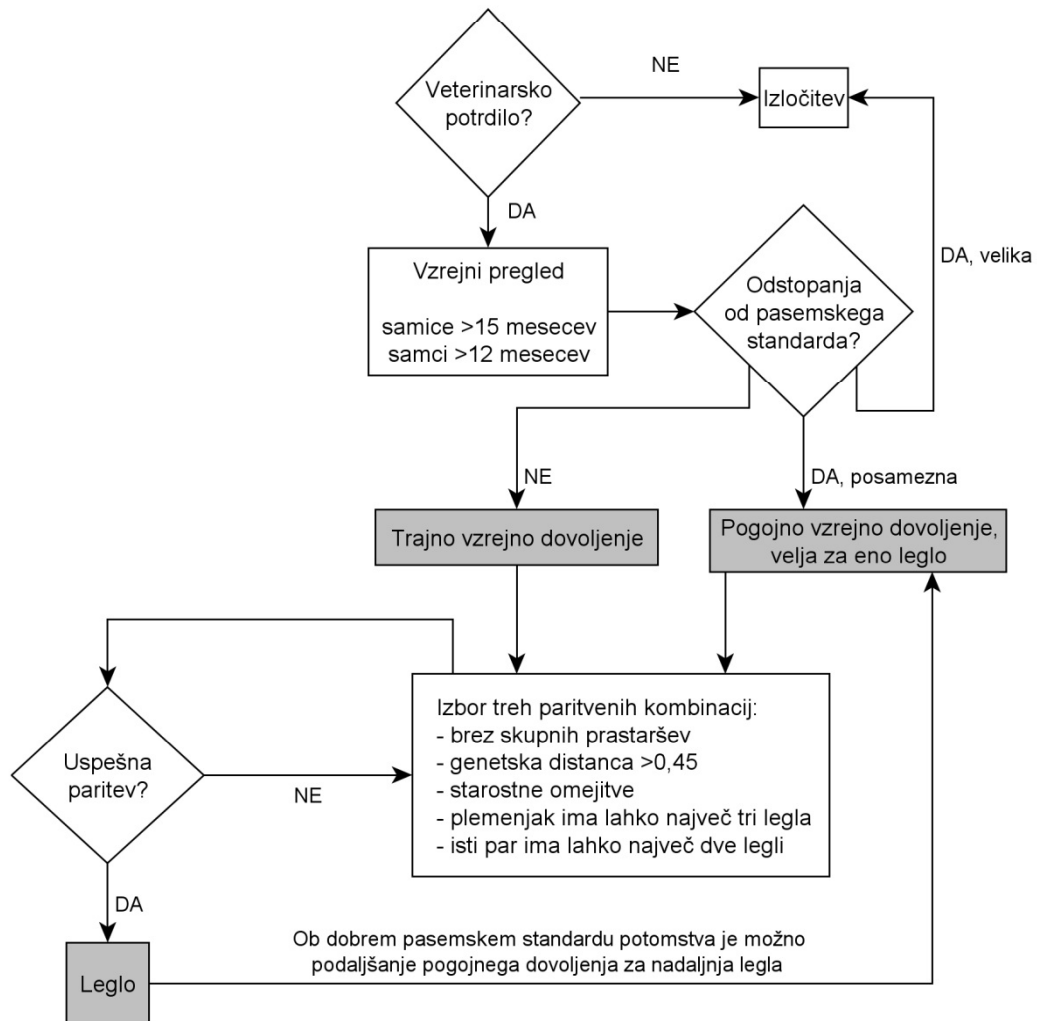 Veterinarsko
potrdilo?
NE
Izločitev
DA
Vzrejni pregled
samice >15 mesecev
samci >12 mesecev
Odstopanja
od pasemskega
standarda?
DA, velika
NE
DA, posamezna
Trajno vzrejno dovoljenje
Pogojno vzrejno dovoljenje,
velja za eno leglo
Izbor treh paritvenih kombinacij:
- brez skupnih prastaršev
- genetska distanca >0,45
- starostne omejitve
- plemenjak ima lahko največ tri legla
- isti par ima lahko največ dve legli
Uspešna
paritev?
NE
DA
Leglo
Ob dobrem pasemskem standardu potomstva je možno
podaljšanje pogojnega dovoljenja za nadaljnja legla